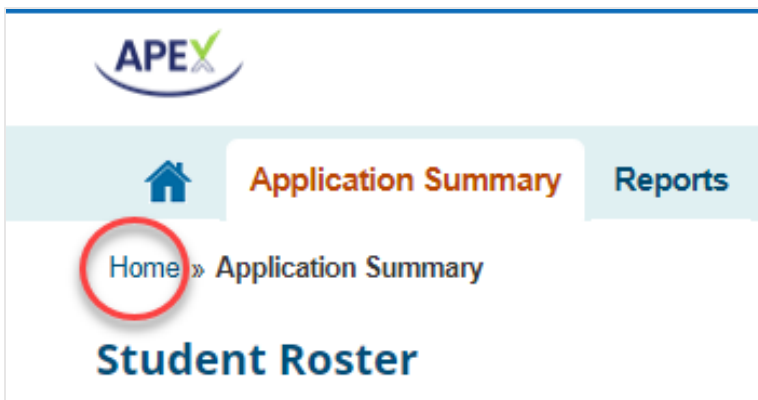 APEX
Application Summary Reports
Home » Application Summary
Student Roster